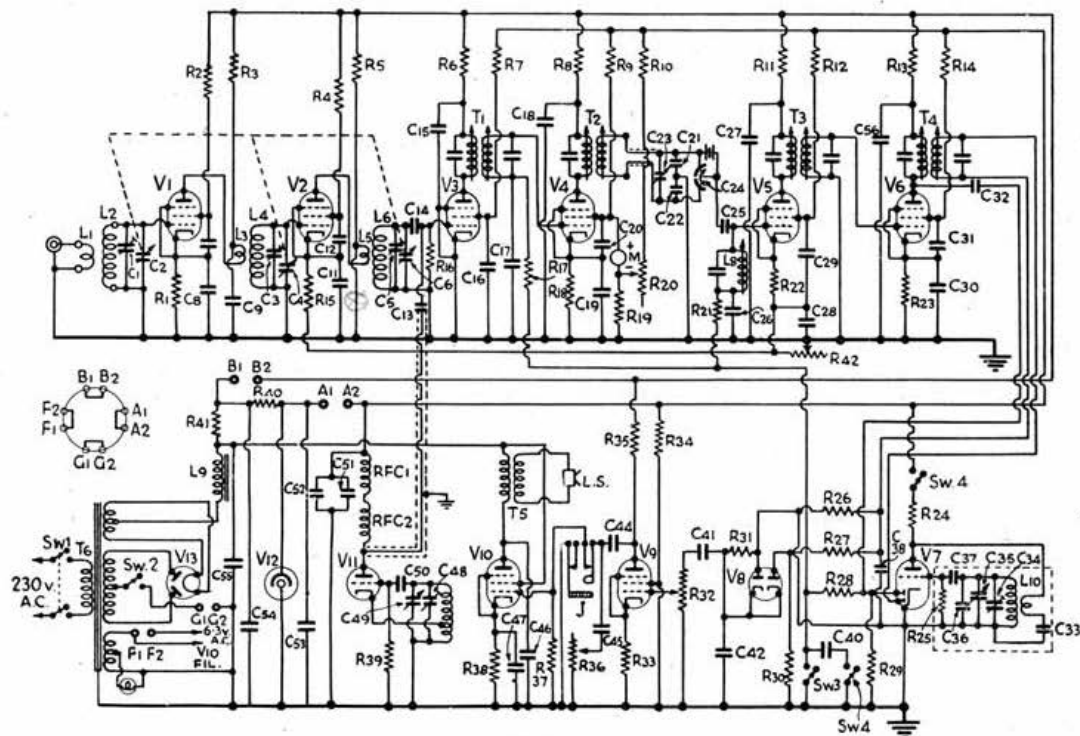 R2 R3 R5 R6 R7 R8 R9 R10 R11 R12 R13 R14
R4
C15 T1 C18 T2 C23 C21 C27 T3 C56 T4
V1 V2 V3 V4 C24 V5 V6 C32
L2 L4 L6 C14 C22 C25
L1 L3 L5 C20
C1 C2 C12 R16 + M - L8 C29 C31
C3 C4 C5 C6 C17 R17
R1 C8 R15 C11 C16 R18 C19 R20 R22 R23 C30
C9 C13 R19 R21 C26 C28
R42
B1 B2
B1 B2 R40 A1 A2
F2 A1 R41
F1 A2 R35 R34
G1 G2 L9 RFC1 L.S. Sw.4
C52 C51 T5 R26 R24
T6 RFC2 C44 C41 R31 R27 C38 V7 C37 C35 C34
Sw1 Sw.2 V13 V12 V11 V10 V9 V8 R28 L10
230 v. A.C. C55 C50 C48 R32
G1 G2 C49 C47 C46 C45 R25 C36 C33
6·3v A.C. C54 C53 C42 C40
F1 F2 V10 FIL. R39 R38 R37 R36 R33 R30 Sw3 R29
Sw4